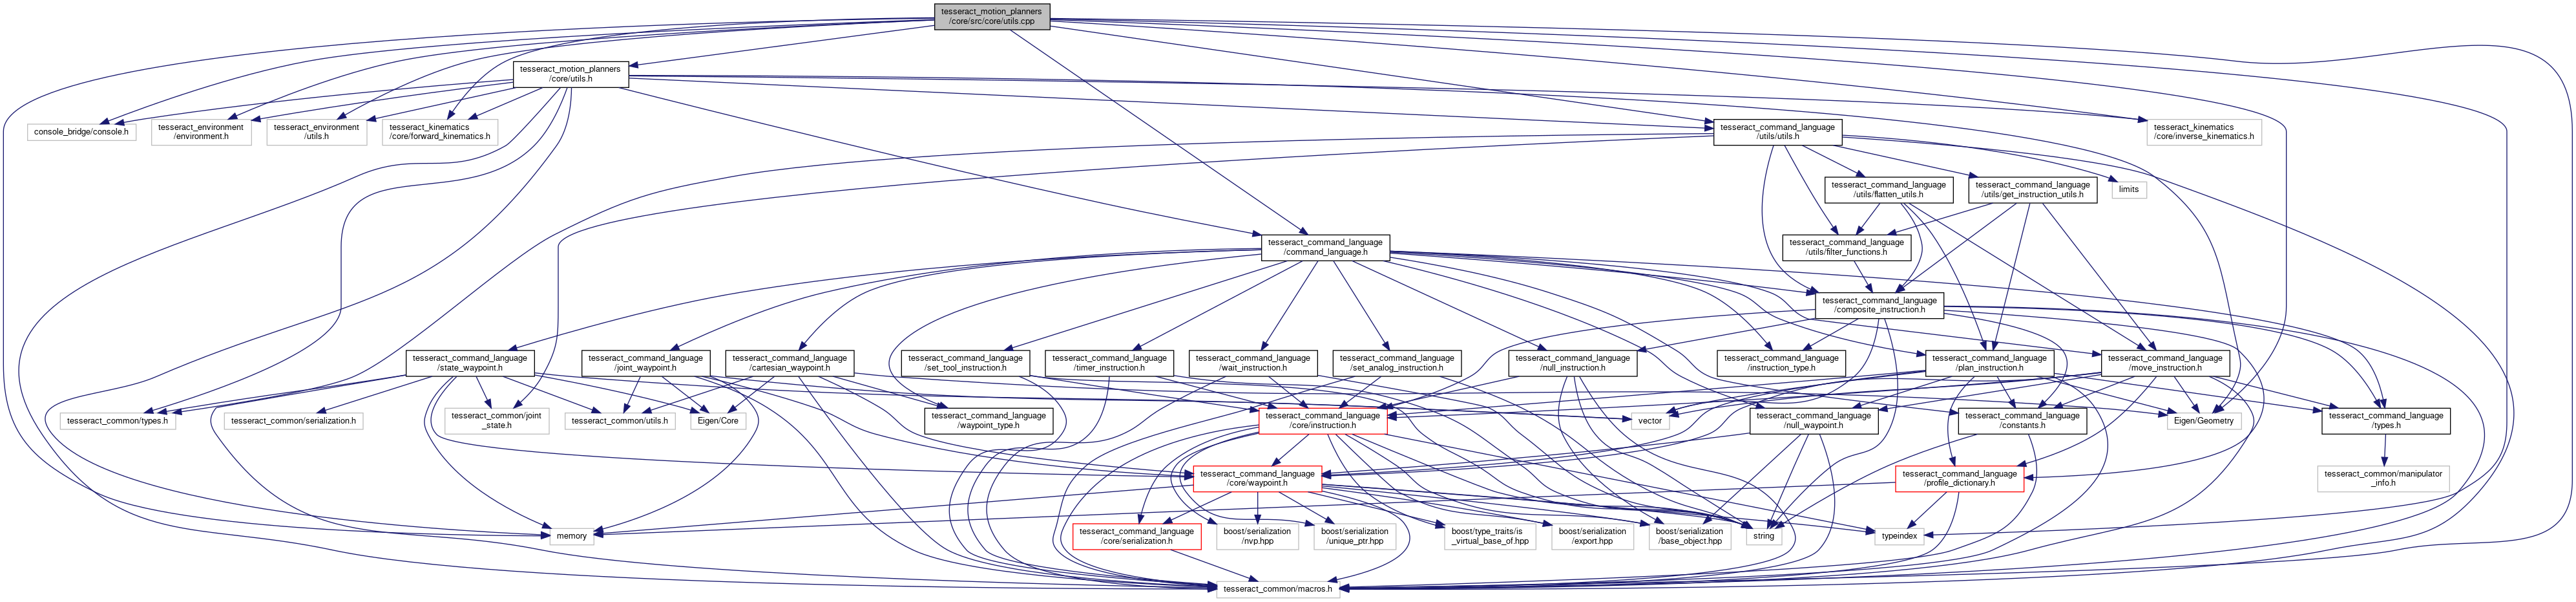 tesseract_motion_planners
/core/src/core/utils.cpp
tesseract_motion_planners
/core/utils.h
console_bridge/console.h
tesseract_environment
/environment.h
tesseract_environment
/utils.h
tesseract_kinematics
/core/forward_kinematics.h
tesseract_command_language
/utils/utils.h
tesseract_kinematics
/core/inverse_kinematics.h
tesseract_command_language
/utils/flatten_utils.h
tesseract_command_language
/utils/get_instruction_utils.h
limits
tesseract_command_language
/command_language.h
tesseract_command_language
/utils/filter_functions.h
tesseract_command_language
/composite_instruction.h
tesseract_command_language
/state_waypoint.h
tesseract_command_language
/joint_waypoint.h
tesseract_command_language
/cartesian_waypoint.h
tesseract_command_language
/set_tool_instruction.h
tesseract_command_language
/timer_instruction.h
tesseract_command_language
/wait_instruction.h
tesseract_command_language
/set_analog_instruction.h
tesseract_command_language
/null_instruction.h
tesseract_command_language
/instruction_type.h
tesseract_command_language
/plan_instruction.h
tesseract_command_language
/move_instruction.h
tesseract_common/types.h
tesseract_common/serialization.h
tesseract_common/joint
_state.h
tesseract_common/utils.h
Eigen/Core
tesseract_command_language
/waypoint_type.h
tesseract_command_language
/core/instruction.h
vector
tesseract_command_language
/null_waypoint.h
tesseract_command_language
/constants.h
Eigen/Geometry
tesseract_command_language
/types.h
tesseract_command_language
/core/waypoint.h
tesseract_command_language
/profile_dictionary.h
tesseract_common/manipulator
_info.h
memory
tesseract_command_language
/core/serialization.h
boost/serialization
/nvp.hpp
boost/serialization
/unique_ptr.hpp
boost/type_traits/is
_virtual_base_of.hpp
boost/serialization
/export.hpp
boost/serialization
/base_object.hpp
string
typeindex
tesseract_common/macros.h